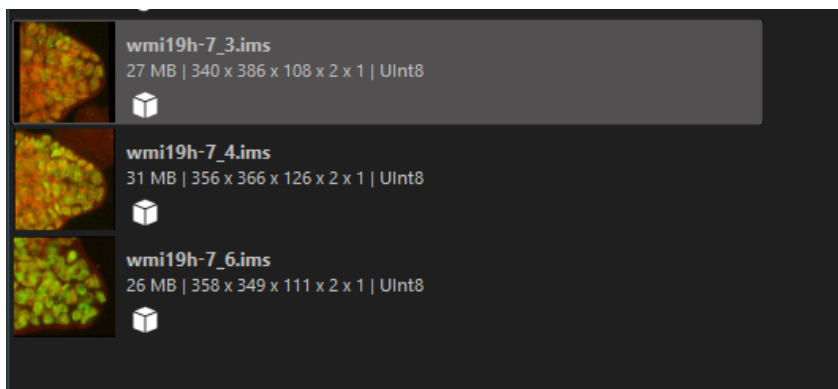 wmi19h-7_3.ims
27 MB | 340 x 386 x 108 x 2 x 1 | UInt8
wmi19h-7_4.ims
31 MB | 356 x 366 x 126 x 2 x 1 | UInt8
wmi19h-7_6.ims
26 MB | 358 x 349 x 111 x 2 x 1 | UInt8